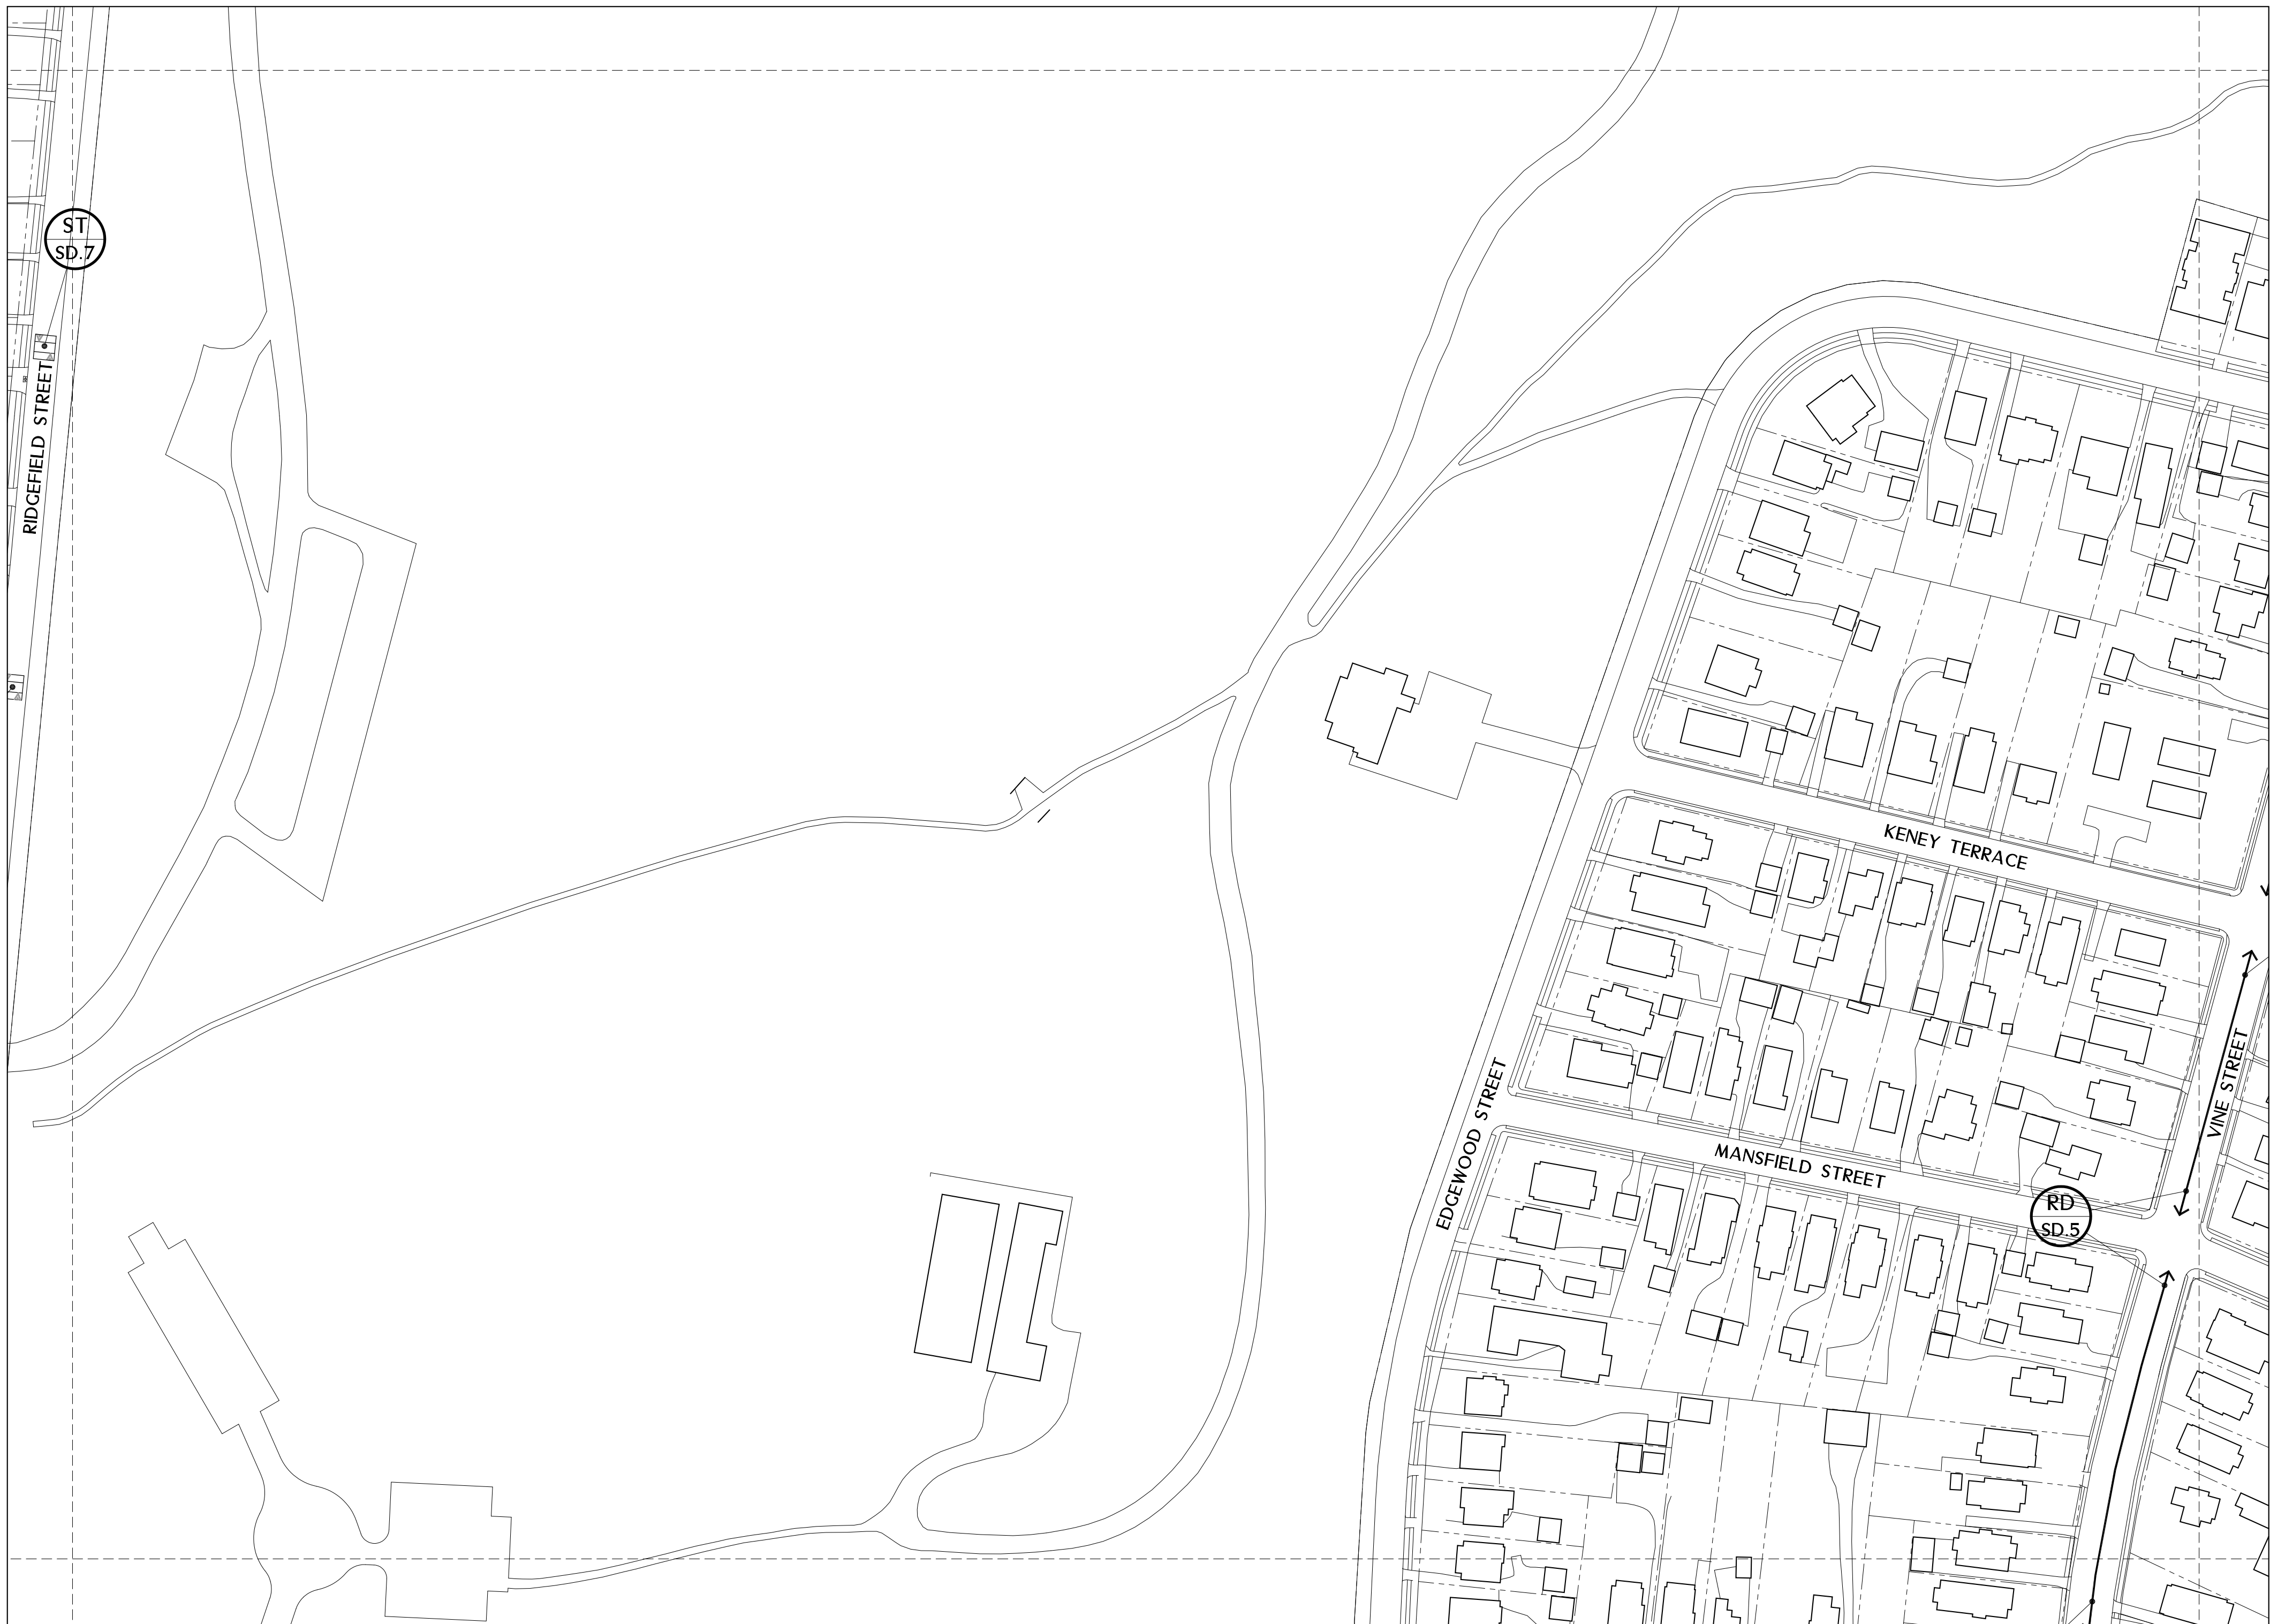 ST
SD.7
RIDGEFIELD STREET
KENEY TERRACE
VINE STREET
EDGEWOOD STREET
MANSFIELD STREET
RD
SD.5